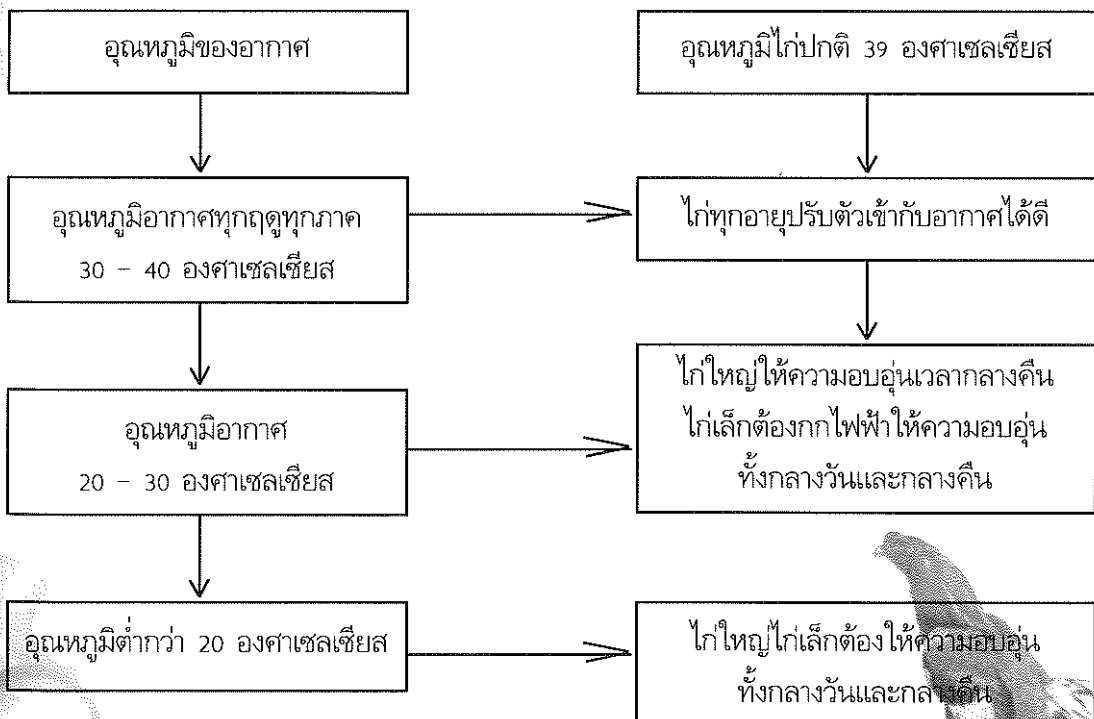 อุณหภูมิของอากาศ
อุณหภูมิไก่ปกติ 39 องศาเซลเซียส
อุณหภูมิอากาศทุกฤดูทุกภาค
30 - 40 องศาเซลเซียส
ไก่ทุกอายุปรับตัวเข้ากับอากาศได้ดี
อุณหภูมิอากาศ
20 - 30 องศาเซลเซียส
ไก่ใหญ่ให้ความอบอุ่นเวลากลางคืน
ไก่เล็กต้องกกไฟฟ้าให้ความอบอุ่น
ทั้งกลางวันและกลางคืน
อุณหภูมิต่ำกว่า 20 องศาเซลเซียส
ไก่ใหญ่ไก่เล็กต้องให้ความอบอุ่น
ทั้งกลางวันและกลางคืน